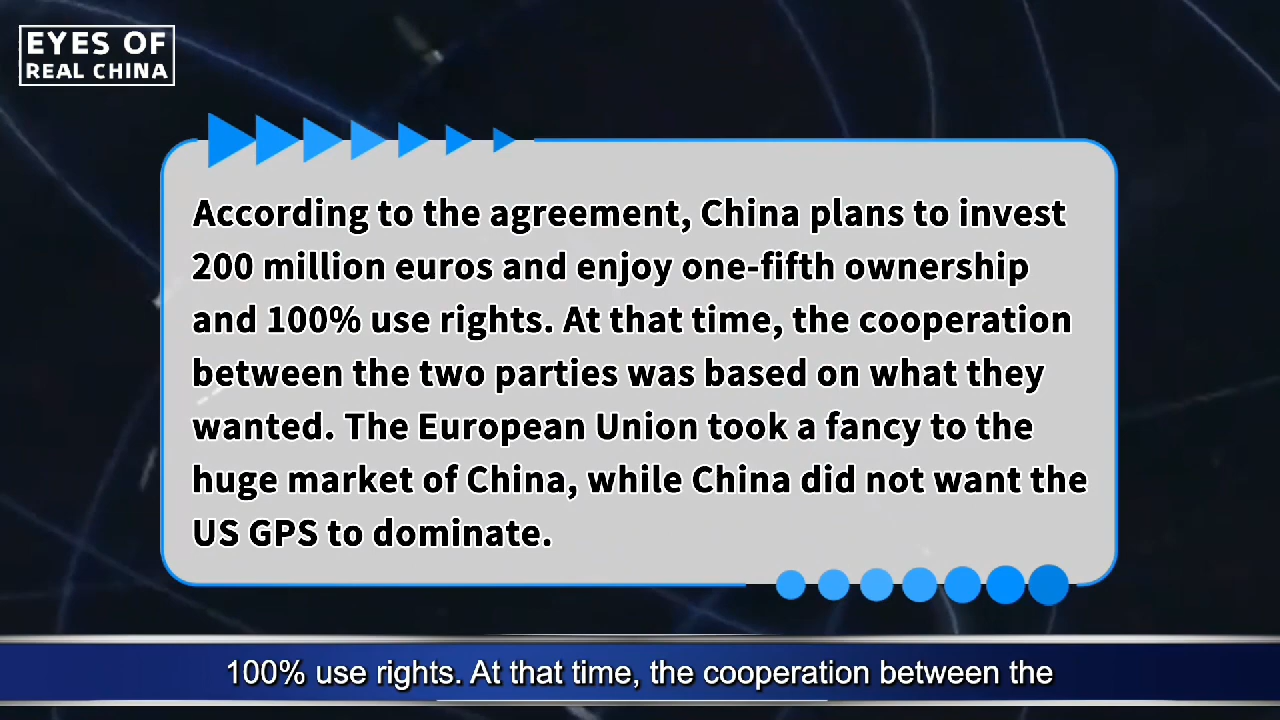 EYES OF
REAL CHINA
According to the agreement, China plans to invest
200 million euros and enjoy one-fifth ownership
and 100% use rights. At that time, the cooperation
between the two parties was based on what they
wanted. The European Union took a fancy to the
huge market of China, while China did not want the
US GPS to dominate.
100% use rights. At that time, the cooperation between the